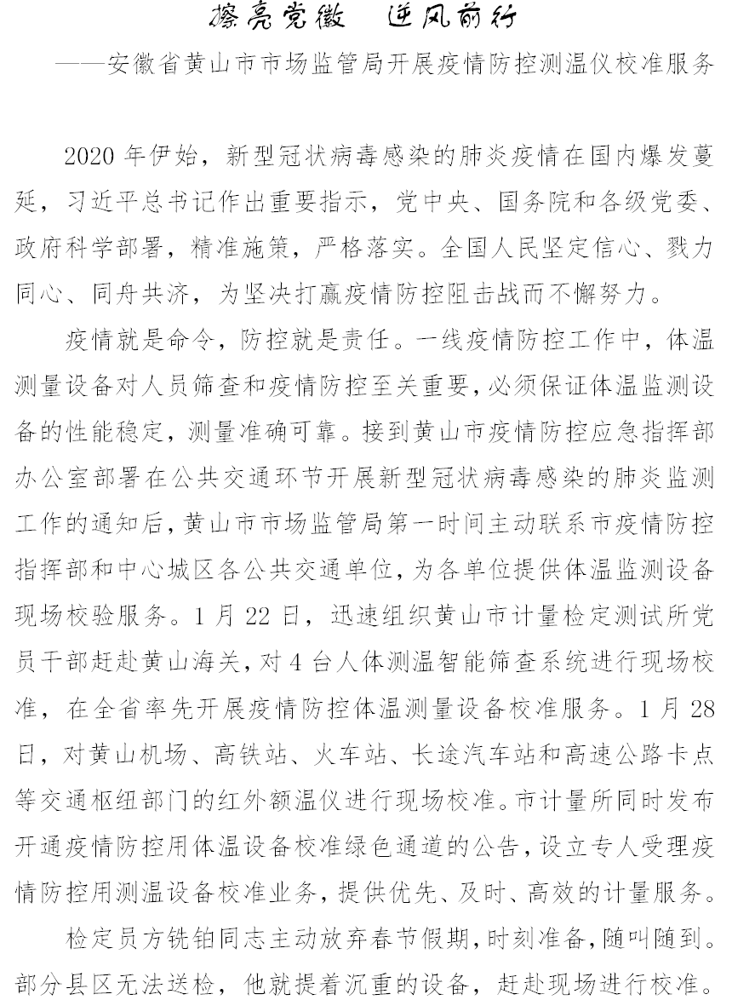 擦亮党徽 逆风前行
——安徽省黄山市市场监管局开展疫情防控测温仪校准服务
2020 年伊始，新型冠状病毒感染的肺炎疫情在国内爆发蔓
延，习近平总书记作出重要指示，党中央、国务院和各级党委、
政府科学部署，精准施策，严格落实。全国人民坚定信心、戮力
同心、同舟共济，为坚决打赢疫情防控阻击战而不懈努力。
疫情就是命令，防控就是责任。一线疫情防控工作中，体温
测量设备对人员筛查和疫情防控至关重要，必须保证体温监测设
备的性能稳定，测量准确可靠。接到黄山市疫情防控应急指挥部
办公室部署在公共交通环节开展新型冠状病毒感染的肺炎监测
工作的通知后，黄山市市场监管局第一时间主动联系市疫情防控
指挥部和中心城区各公共交通单位，为各单位提供体温监测设备
现场校验服务。1 月 22 日，迅速组织黄山市计量检定测试所党
员干部赶赴黄山海关，对 4 台人体测温智能筛查系统进行现场校
准，在全省率先开展疫情防控体温测量设备校准服务。1 月 28
日，对黄山机场、高铁站、火车站、长途汽车站和高速公路卡点
等交通枢纽部门的红外额温仪进行现场校准。市计量所同时发布
开通疫情防控用体温设备校准绿色通道的公告，设立专人受理疫
情防控用测温设备校准业务，提供优先、及时、高效的计量服务。
检定员方铣铂同志主动放弃春节假期，时刻准备，随叫随到。
部分县区无法送检，他就提着沉重的设备，赶赴现场进行校准。